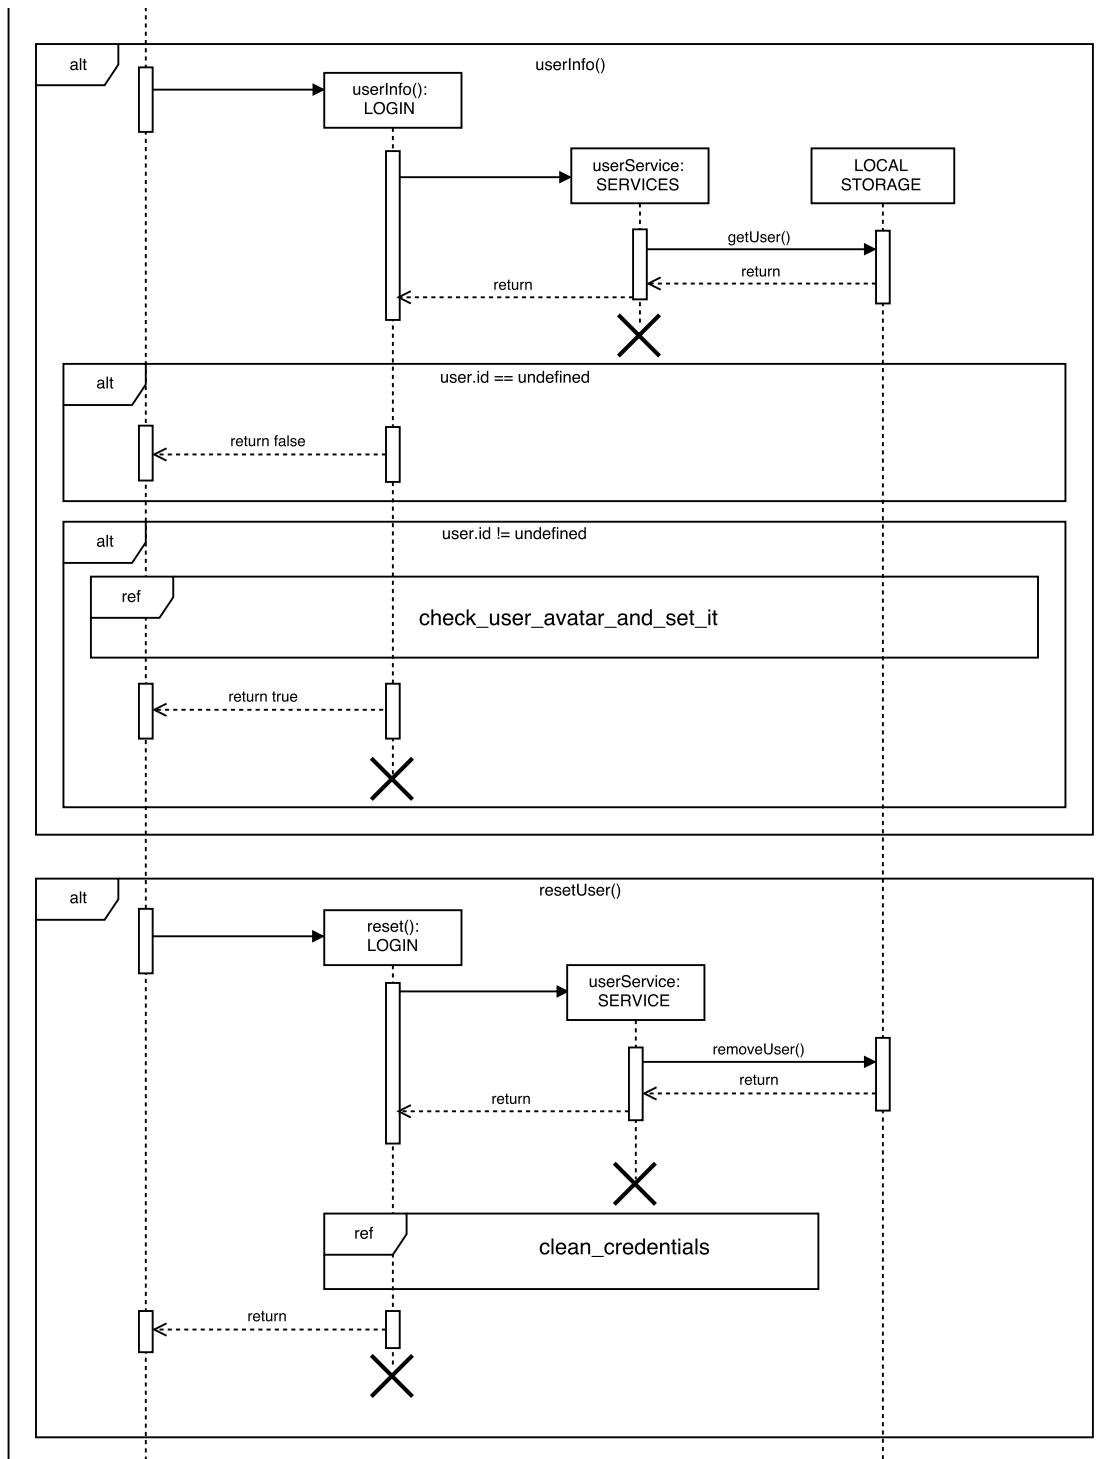 alt
userInfo()
userInfo():
LOGIN
userService:
SERVICES
LOCAL
STORAGE
getUser()
return
return
alt
user.id == undefined
return false
alt
user.id != undefined
ref
check_user_avatar_and_set_it
return true
alt
resetUser()
reset():
LOGIN
userService:
SERVICE
removeUser()
return
return
ref
clean_credentials
return